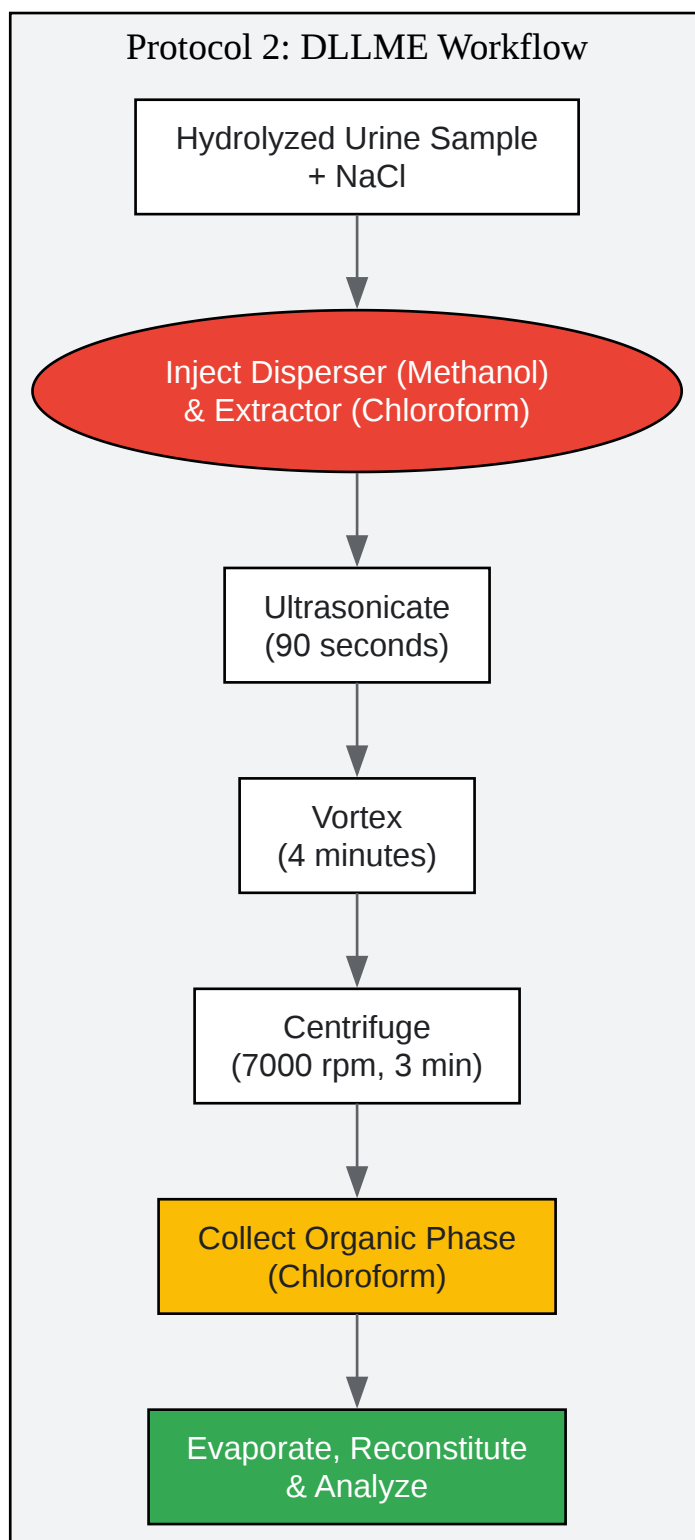 Protocol 2: DLLME Workflow
Hydrolyzed Urine Sample
+ NaCl
Inject Disperser (Methanol)
& Extractor (Chloroform)
Ultrasonicate
(90 seconds)
Vortex
(4 minutes)
Centrifuge
(7000 rpm, 3 min)
Collect Organic Phase
(Chloroform)
Evaporate, Reconstitute
& Analyze